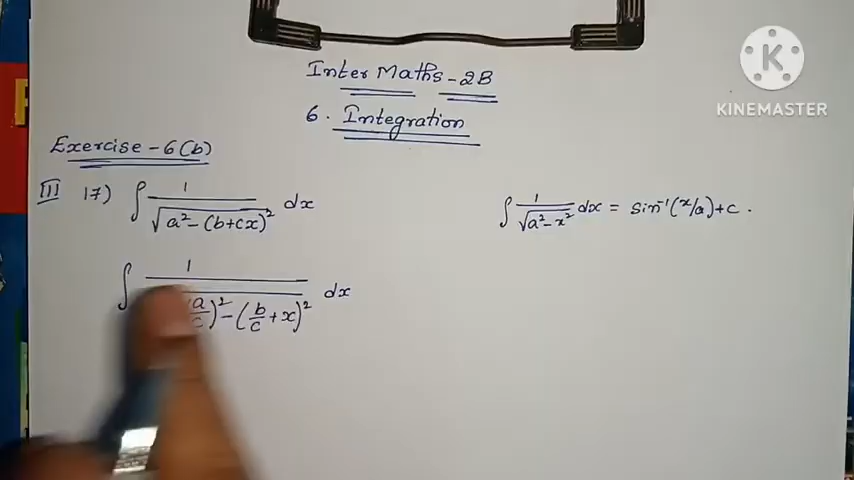 Inter Maths - 2B
6. Integration
Exercise - 6(b)
III 17) ∫ 1/√(a² - (b+cx)²) dx
∫ 1/√(a² - x²) dx = sin⁻¹(x/a) + c.
∫ 1/ (a/c)² - (b/c + x)² dx
K
KINEMASTER